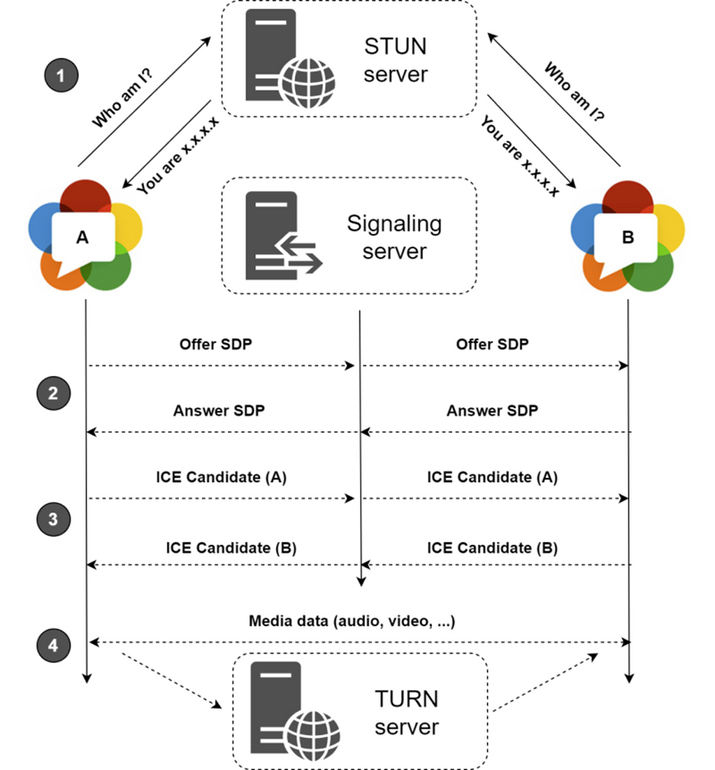 STUN
server
1
Who am I?
You are x.x.x.x
Who am I?
You are x.x.x.x
A
Signaling
server
B
Offer SDP
Offer SDP
2
Answer SDP
Answer SDP
ICE Candidate (A)
ICE Candidate (A)
3
ICE Candidate (B)
ICE Candidate (B)
Media data (audio, video, ...)
4
TURN
server